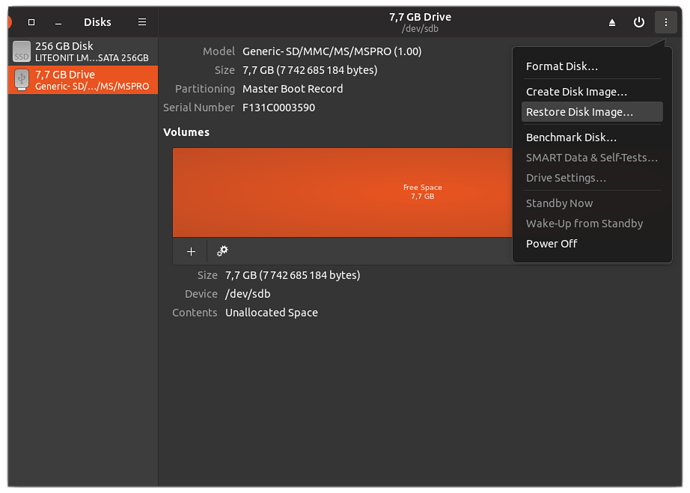 Disks
7,7 GB Drive
/dev/sdb
256 GB Disk
LITEONIT LM...SATA 256GB
SSD
7,7 GB Drive
Generic- SD/.../MS/MSPRO
Model Generic- SD/MMC/MS/MSPRO (1.00)
Size 7,7 GB (7 742 685 184 bytes)
Partitioning Master Boot Record
Serial Number F131C0003590
Volumes
Free Space
7,7 GB
Size 7,7 GB (7 742 685 184 bytes)
Device /dev/sdb
Contents Unallocated Space
Format Disk...
Create Disk Image...
Restore Disk Image...
Benchmark Disk...
SMART Data & Self-Tests...
Drive Settings...
Standby Now
Wake-Up from Standby
Power Off